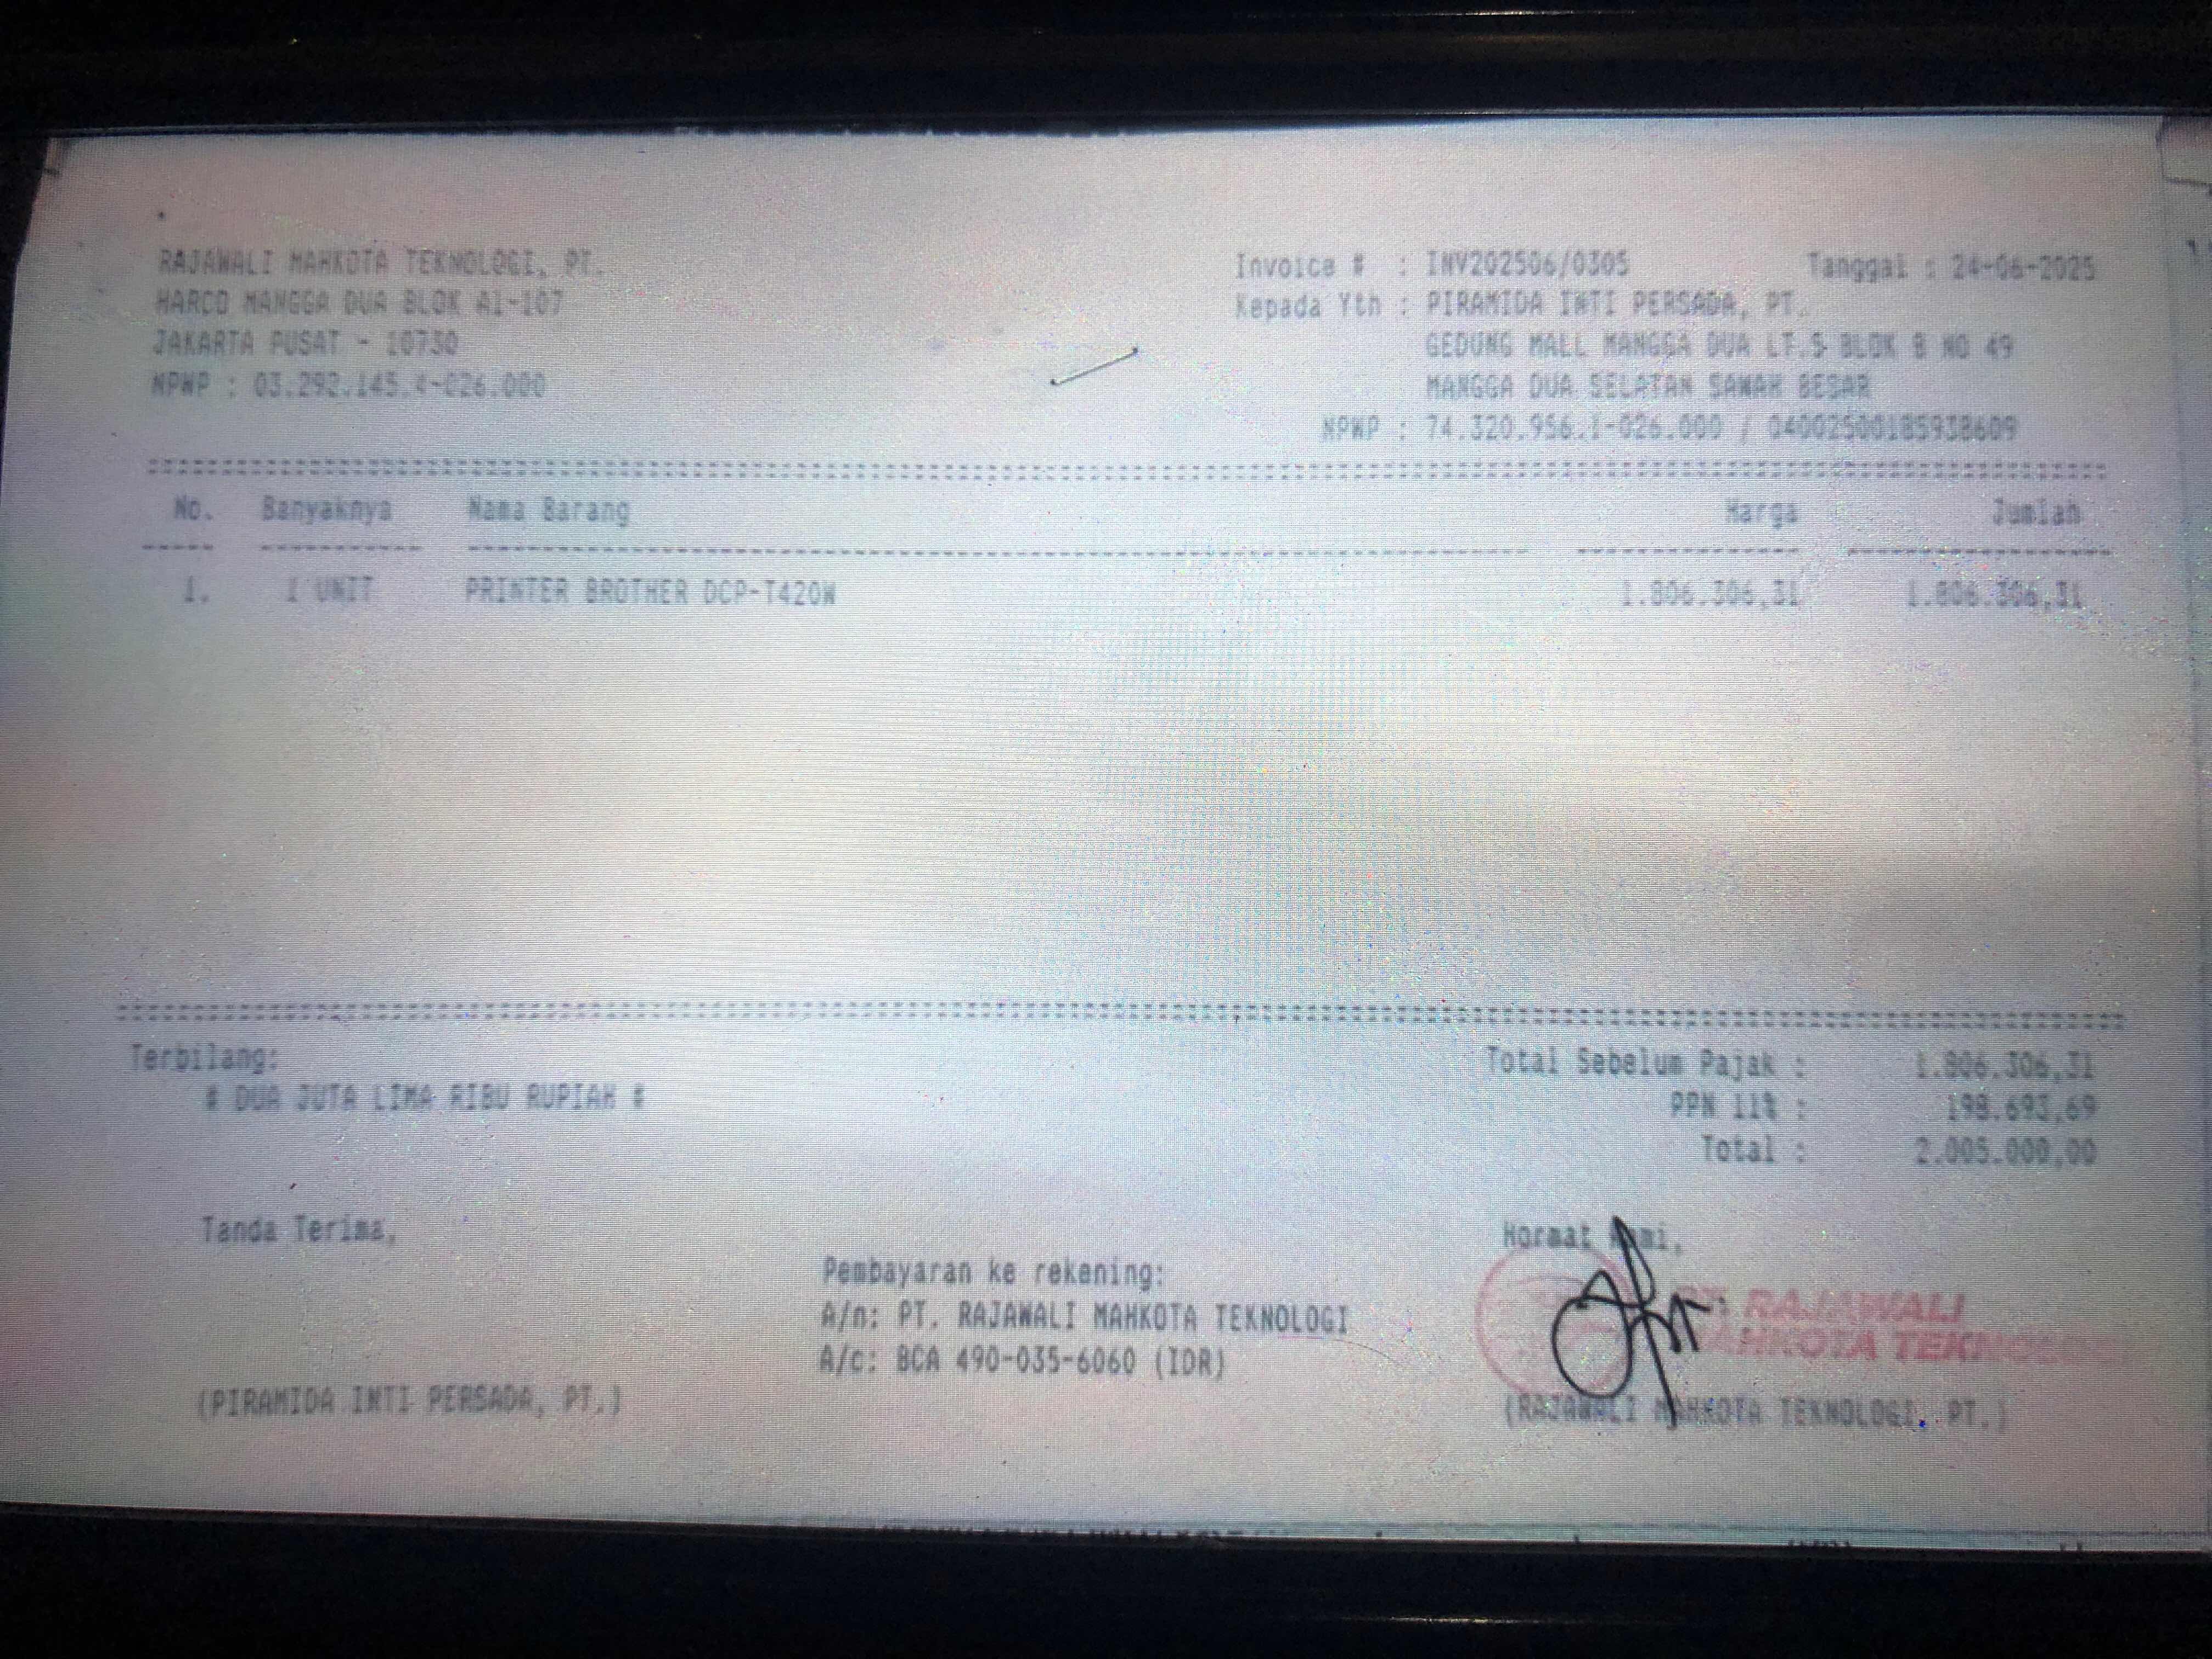 RAJAWALI MAHKOTA TEKNOLOGI, PT.
HARCO MANGGA DUA BLOK A1-107
JAKARTA PUSAT - 10730
NPWP : 03.292.145.4-026.000
Invoice # : INV202506/0305 Tanggal : 24-06-2025
Kepada Yth : PIRAMIDA INTI PERSADA, PT.
GEDUNG MALL MANGGA DUA LT.5 BLOK B NO 49
MANGGA DUA SELATAN SAWAH BESAR
NPWP : 74.320.956.1-026.000 /
No. Banyaknya Nama Barang Harga Jumlah
1. 1 UNIT PRINTER BROTHER DCP-T420W 1.806.306,31 1.806.306,31
Terbilang:
# DUA JUTA LIMA RIBU RUPIAH #
Total Sebelum Pajak : 1.806.306,31
PPN 11% : 198.693,69
Total : 2.005.000,00
Tanda Terima,
(PIRAMIDA INTI PERSADA, PT.)
Pembayaran ke rekening:
A/n: PT. RAJAWALI MAHKOTA TEKNOLOGI
A/c: BCA 490-035-6060 (IDR)
Hormat Kami,
PT. RAJAWALI
MAHKOTA TEKNOLOGI
(RAJAWALI MAHKOTA TEKNOLOGI, PT.)